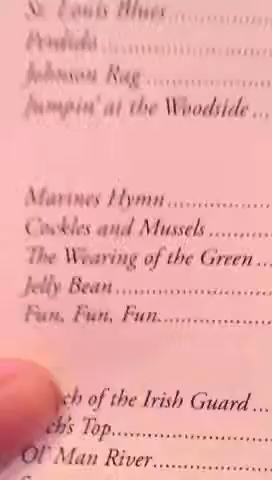 St. Louis Blues..............
Perdido..............
Johnson Rag..............
Jumpin' at the Woodside...
Marines Hymn..............
Cockles and Mussels.........
The Wearing of the Green...
Jelly Bean..............
Fun, Fun, Fun..............
ch of the Irish Guard...
ch's Top..............
Ol' Man River..............